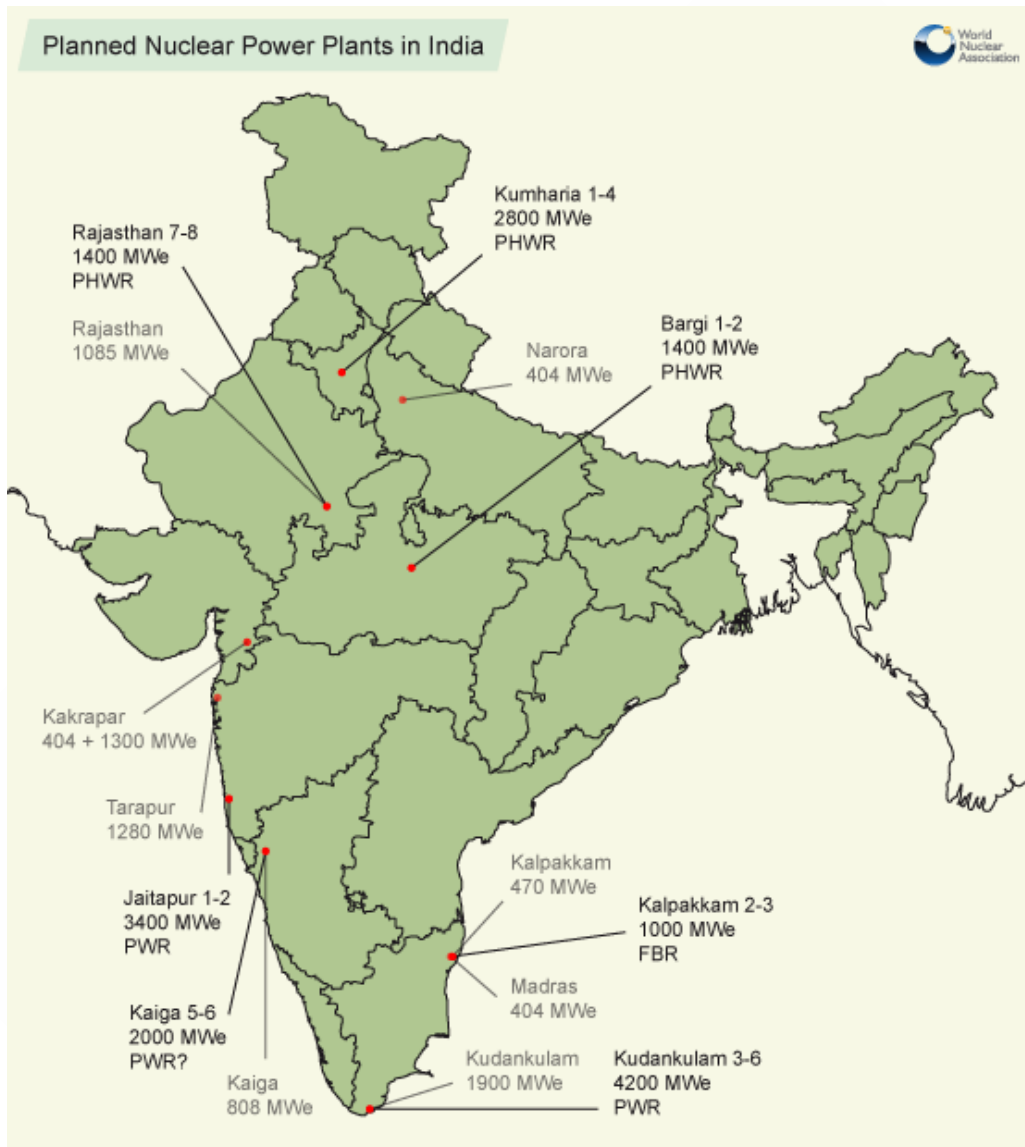 Planned Nuclear Power Plants in India
World
Nuclear
Association
Kumharia 1-4
2800 MWe
PHWR
Rajasthan 7-8
1400 MWe
PHWR
Rajasthan
1085 MWe
Bargi 1-2
1400 MWe
PHWR
Narora
404 MWe
Kakrapar
404 + 1300 MWe
Tarapur
1280 MWe
Jaitapur 1-2
3400 MWe
PWR
Kaiga 5-6
2000 MWe
PWR?
Kaiga
808 MWe
Kalpakkam
470 MWe
Kalpakkam 2-3
1000 MWe
FBR
Madras
404 MWe
Kudankulam
1900 MWe
Kudankulam 3-6
4200 MWe
PWR